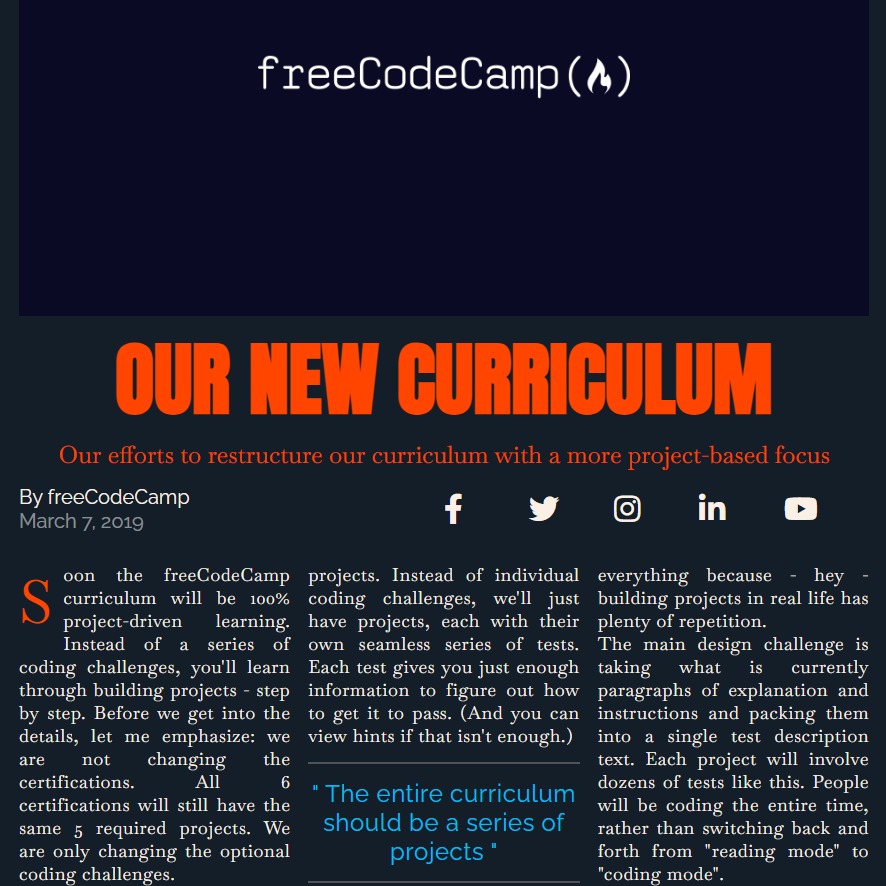 freeCodeCamp(🔥)
OUR NEW CURRICULUM
Our efforts to restructure our curriculum with a more project-based focus
By freeCodeCamp
March 7, 2019
Soon the freeCodeCamp
curriculum will be 100%
project-driven learning.
Instead of a series of
coding challenges, you'll learn
through building projects - step
by step. Before we get into the
details, let me emphasize: we
are not changing the
certifications. All 6
certifications will still have the
same 5 required projects. We
are only changing the optional
coding challenges.
projects. Instead of individual
coding challenges, we'll just
have projects, each with their
own seamless series of tests.
Each test gives you just enough
information to figure out how
to get it to pass. (And you can
view hints if that isn't enough.)
" The entire curriculum
should be a series of
projects "
everything because - hey -
building projects in real life has
plenty of repetition.
The main design challenge is
taking what is currently
paragraphs of explanation and
instructions and packing them
into a single test description
text. Each project will involve
dozens of tests like this. People
will be coding the entire time,
rather than switching back and
forth from "reading mode" to
"coding mode".